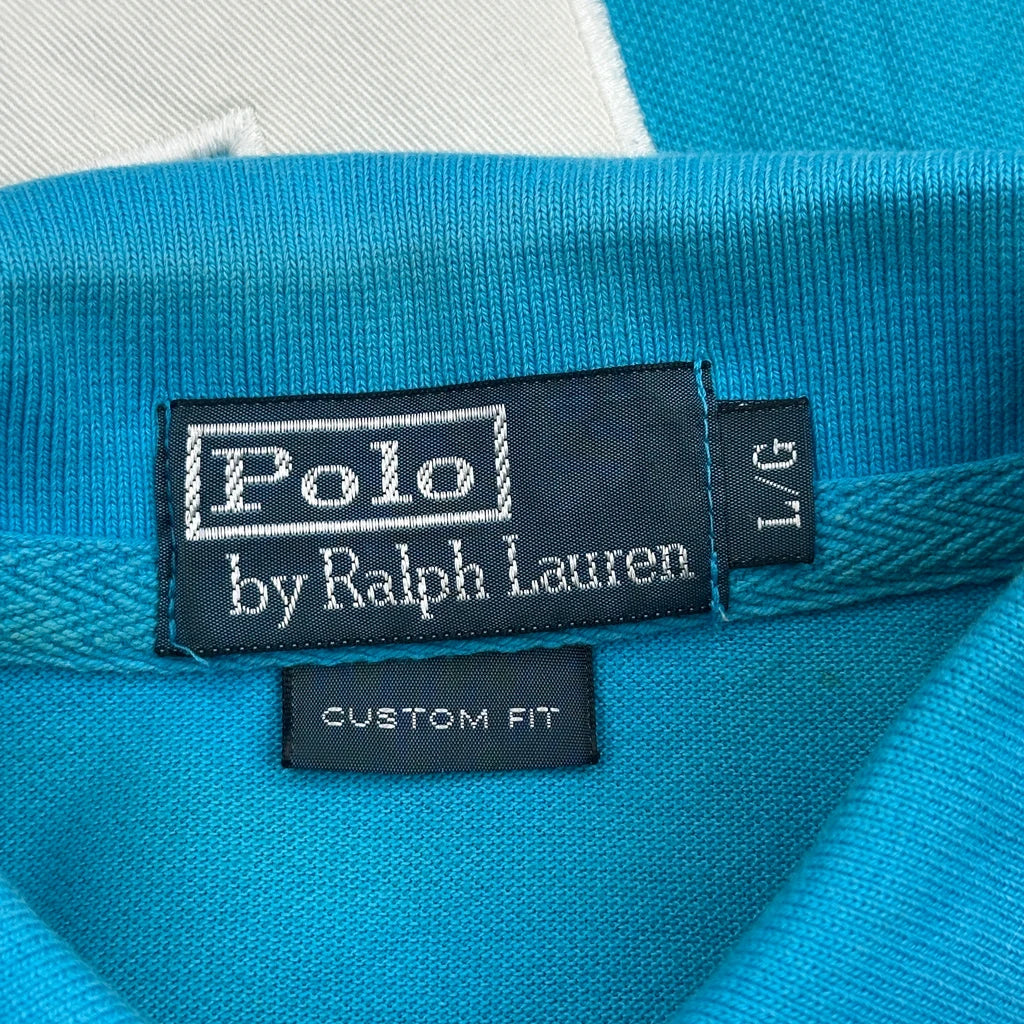 Polo
by Ralph Lauren
L/G
CUSTOM FIT